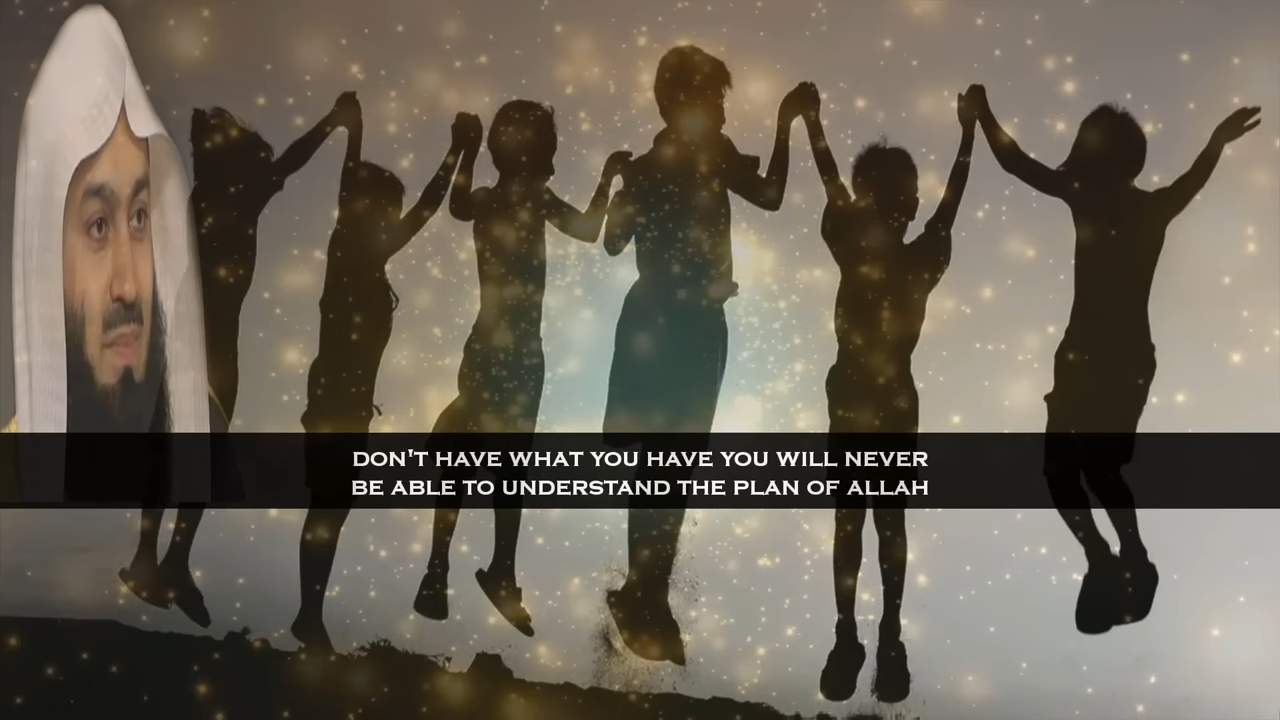 DON'T HAVE WHAT YOU HAVE YOU WILL NEVER
BE ABLE TO UNDERSTAND THE PLAN OF ALLAH